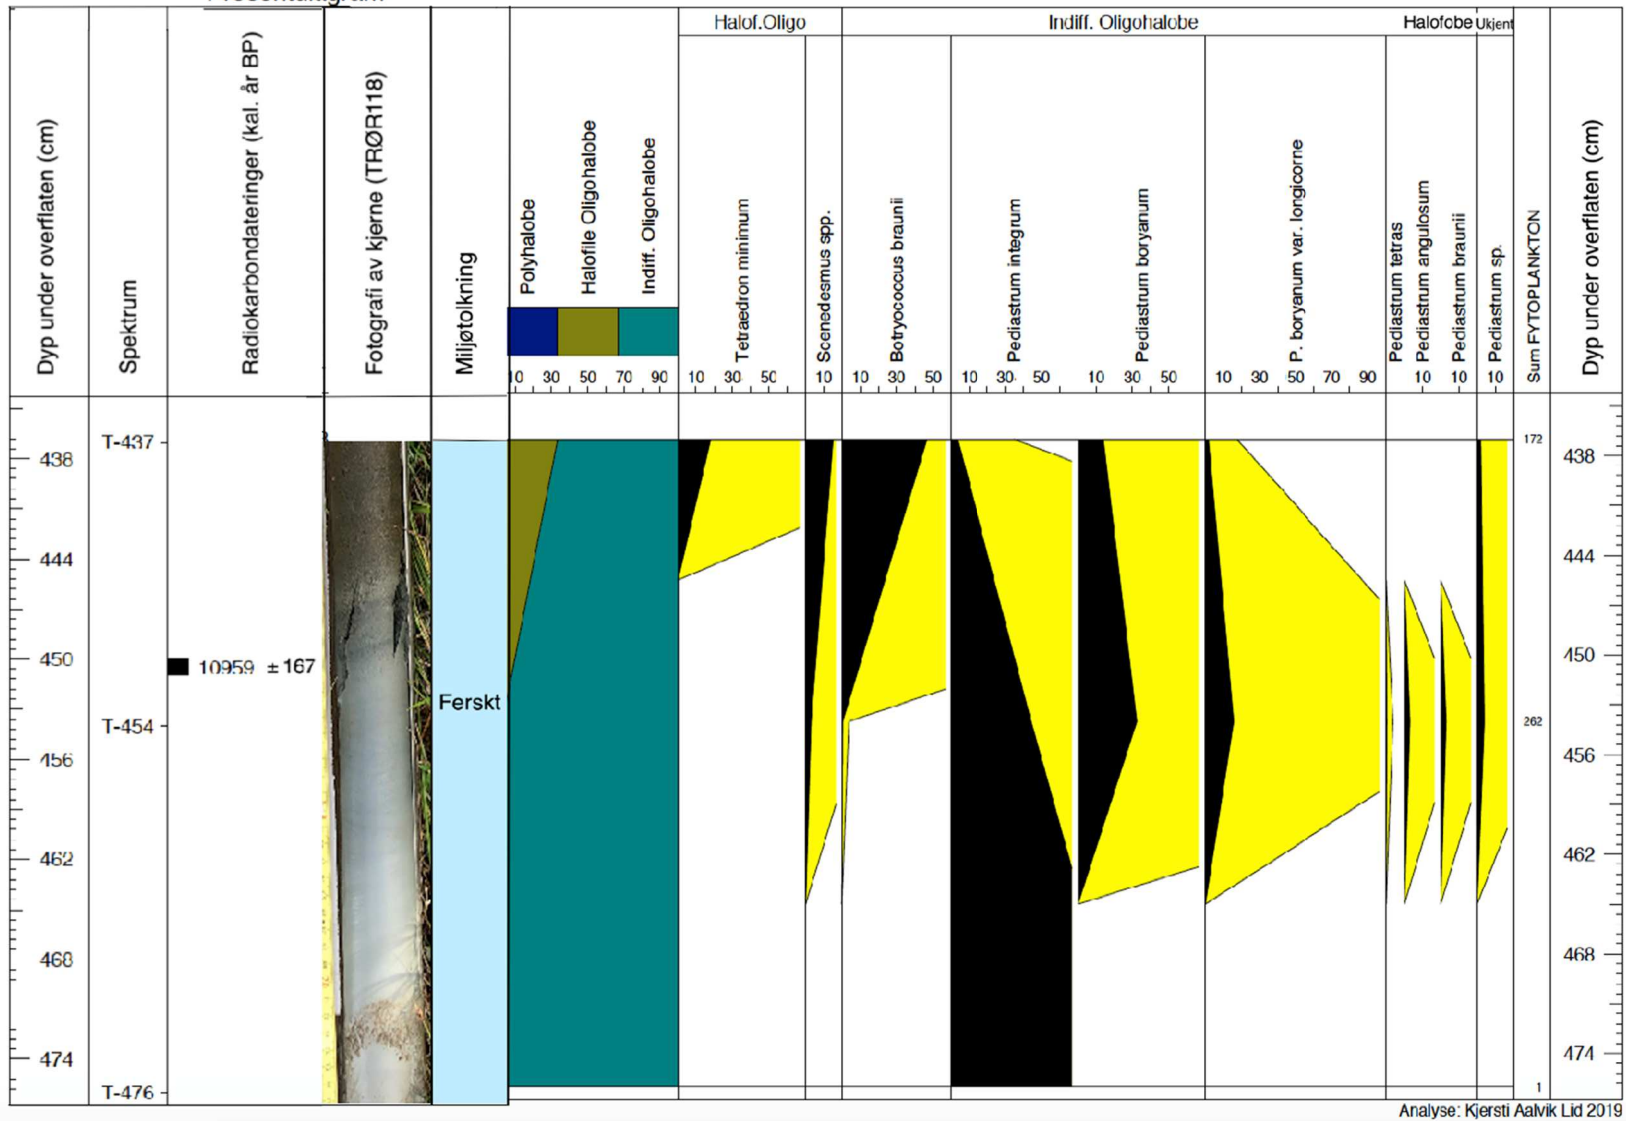 Halof.Oligo
Indiff. Oligohalobe
Halofobe
Ukjent
Dyp under overflaten (cm)
Spektrum
Radiokarbondateringer (kal. år BP)
Fotografi av kjerne (TRØR118)
Miljøtolkning
Polyhalobe
Halofile Oligohalobe
Indiff. Oligohalobe
Tetraedron minimum
Scenedesmus spp.
Botryococcus braunii
Pediastrum integrum
Pediastrum boryanum
P. boryanum var. longicorne
Pediastrum tetras
Pediastrum angulosum
Pediastrum braunii
Pediastrum sp.
Sum FYTOPLANKTON
Dyp under overflaten (cm)
10 30 50 70 90 10 30 50 10 10 30 50 10 30 50 10 30 50 10 30 50 70 90 10 10 10
T-437 172
438 438
444 444
450 450
10959 ±167
Ferskt
T-454 262
456 456
462 462
468 468
474 474
T-476 1
Analyse: Kjersti Aalvik Lid 2019